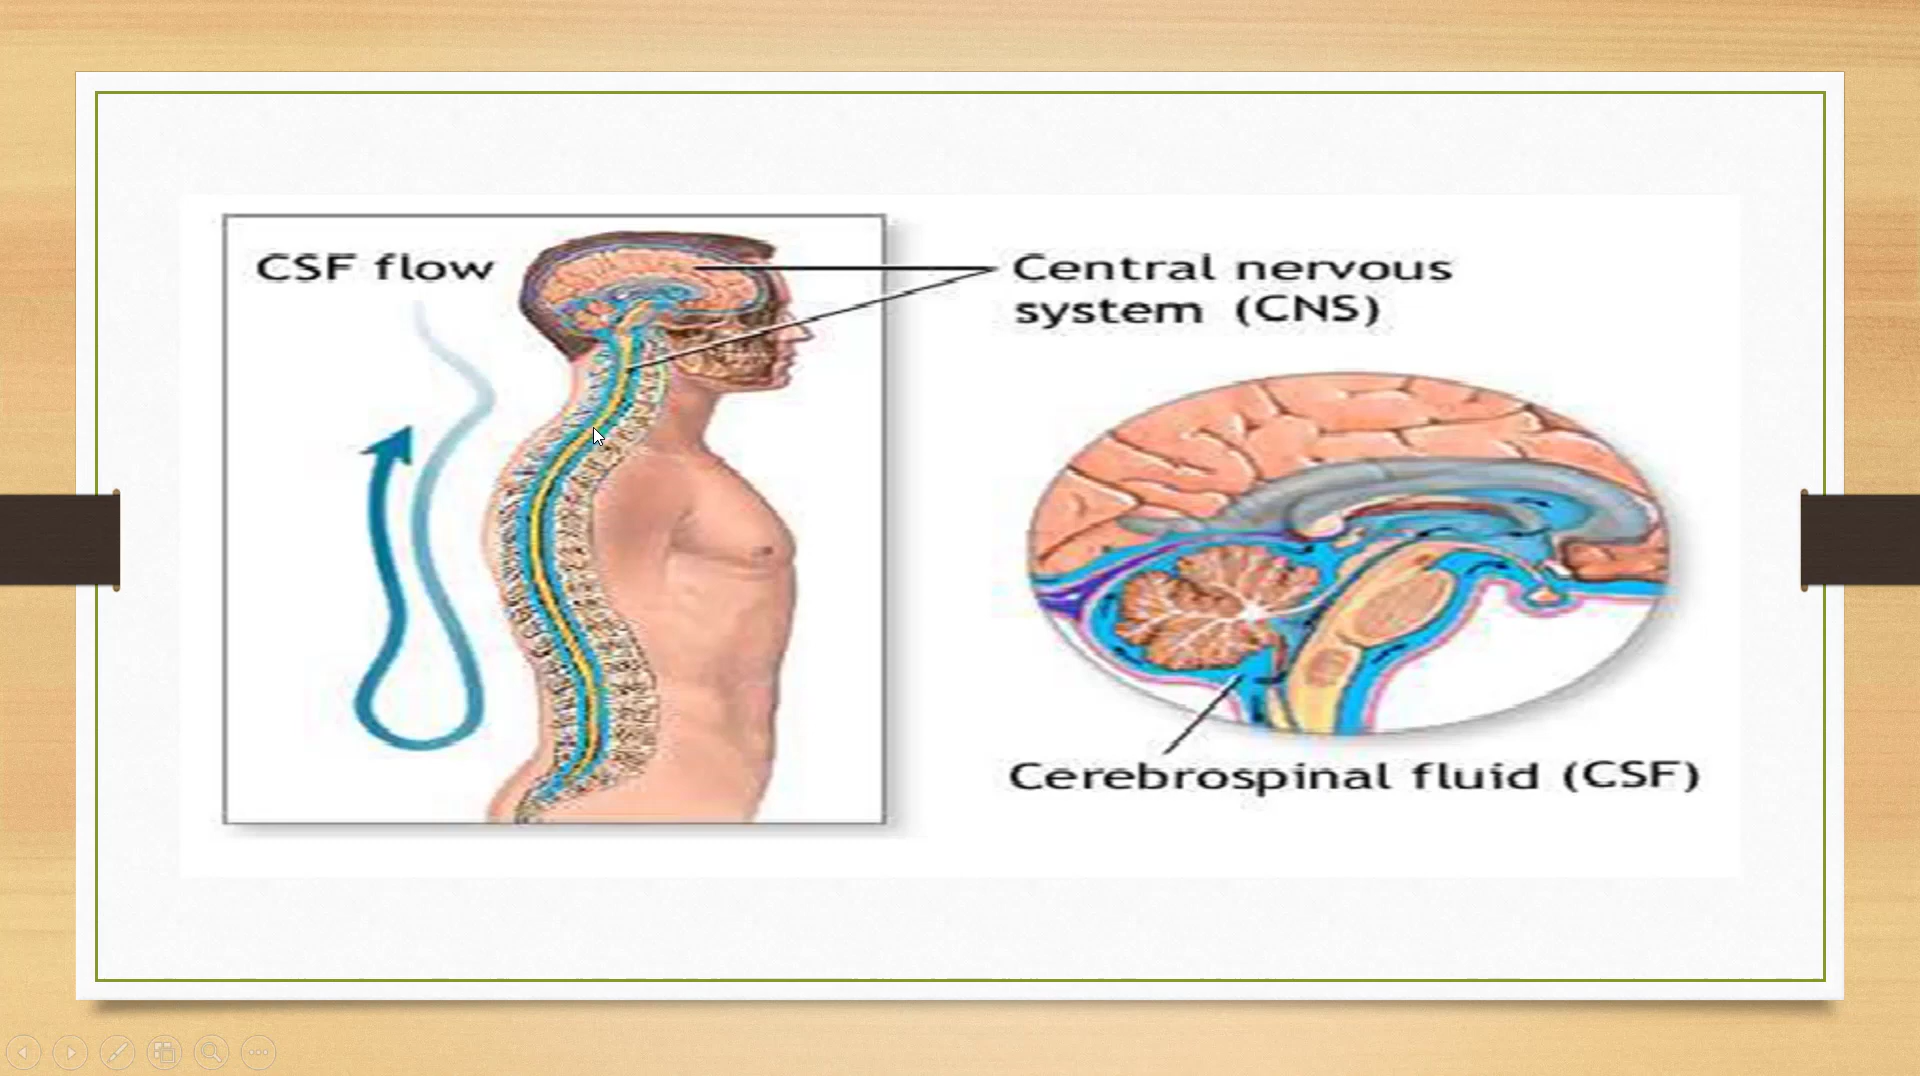 CSF flow
Central nervous
system (CNS)
Cerebrospinal fluid (CSF)